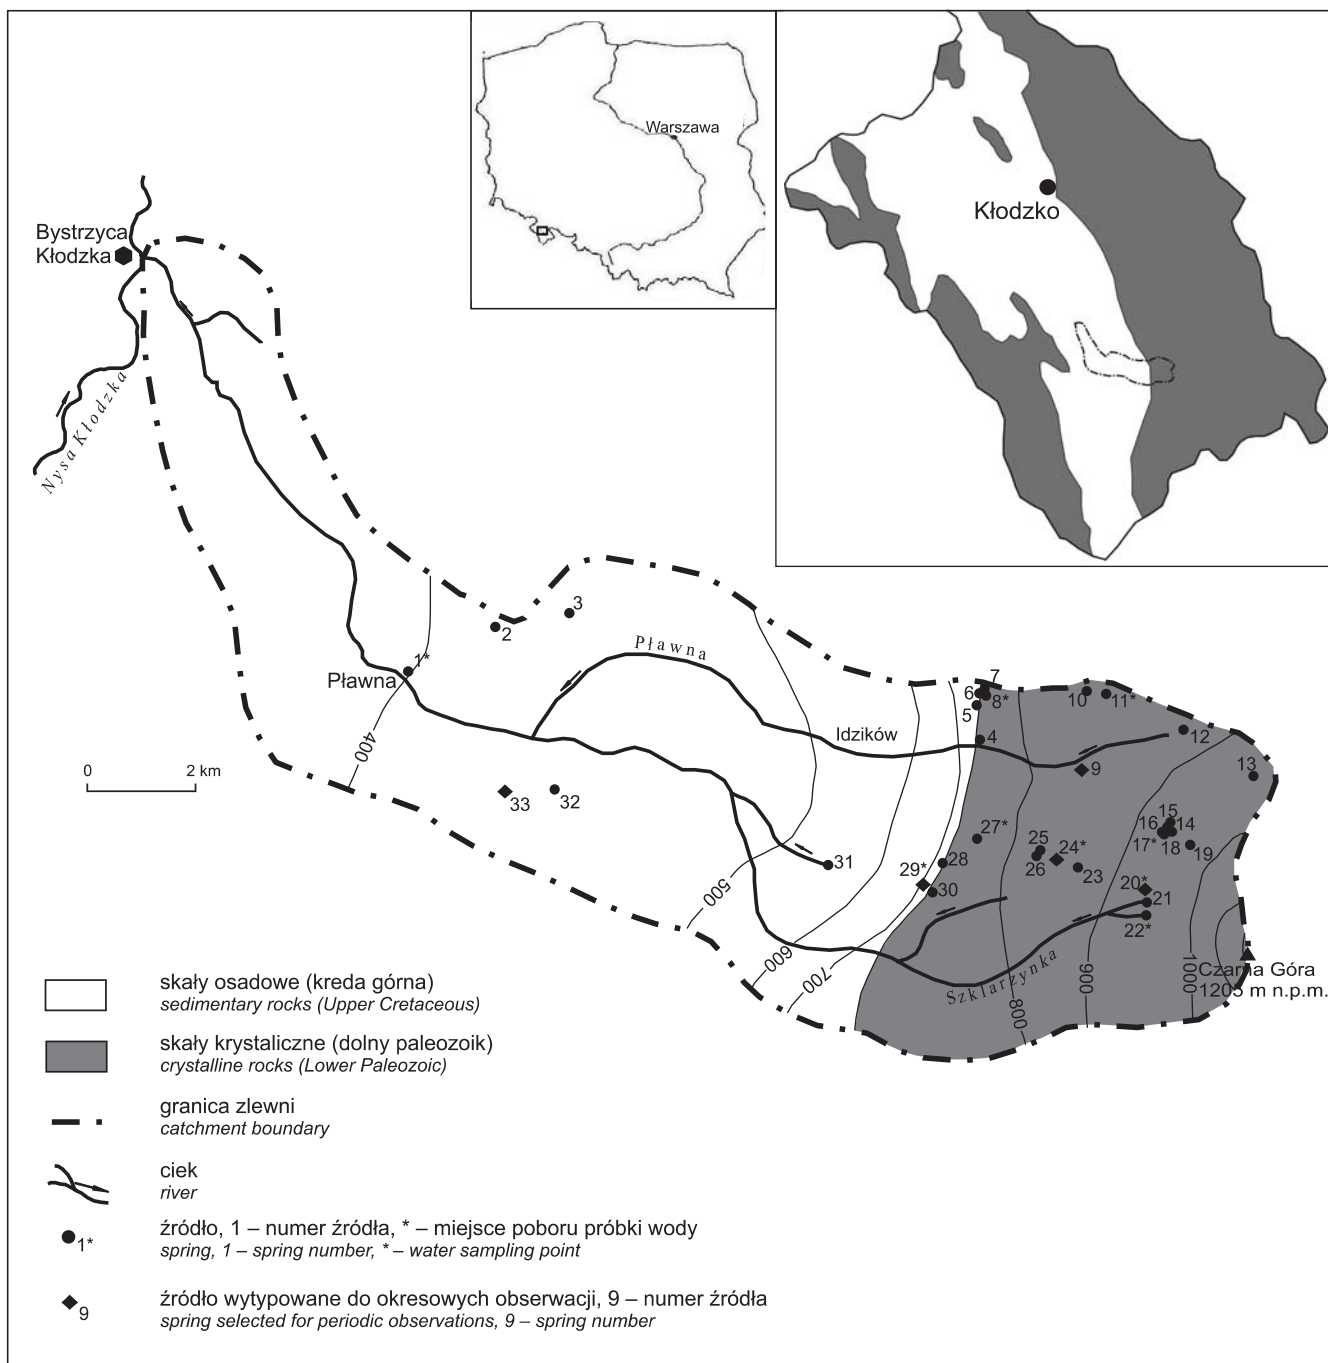 Warszawa
Kłodzko
Bystrzyca
Kłodzka
Nysa Kłodzka
3
2
1*
Pławna
Pławna
400
Idzików
7
6
8*
5
4
10
11*
12
9
13
0
2 km
33
32
31
500
600
700
15
16
14
17*
18
19
27*
25
24*
26
23
28
29*
30
20*
21
22*
Szklarzynka
800
900
1000
Czarna Góra
1205 m n.p.m.
skały osadowe (kreda górna)
sedimentary rocks (Upper Cretaceous)
skały krystaliczne (dolny paleozoik)
crystalline rocks (Lower Paleozoic)
granica zlewni
catchment boundary
ciek
river
1*
źródło, 1 – numer źródła, * – miejsce poboru próbki wody
spring, 1 – spring number, * – water sampling point
9
źródło wytypowane do okresowych obserwacji, 9 – numer źródła
spring selected for periodic observations, 9 – spring number